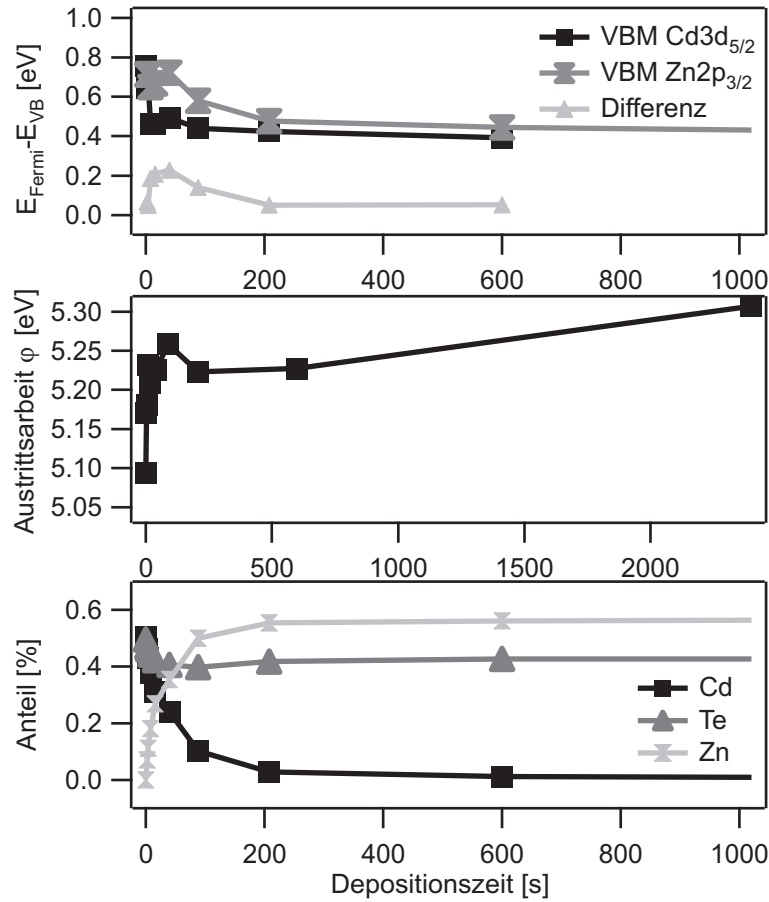 E_Fermi-E_VB [eV]
1.0
0.8
0.6
0.4
0.2
0.0
VBM Cd3d5/2
VBM Zn2p3/2
Differenz
0 200 400 600 800 1000
Austrittsarbeit φ [eV]
5.30
5.25
5.20
5.15
5.10
5.05
0 500 1000 1500 2000
Anteil [%]
0.6
0.4
0.2
0.0
Cd
Te
Zn
0 200 400 600 800 1000
Depositionszeit [s]